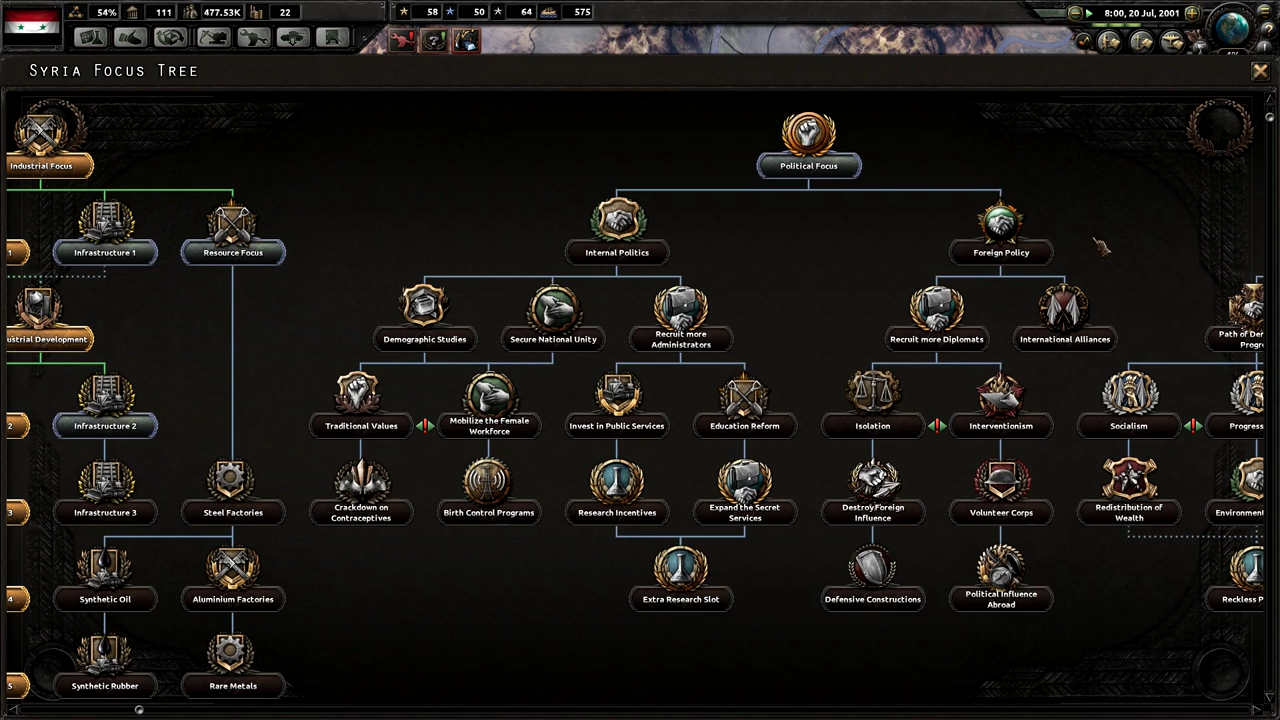 54%
111
477.53K
22
58
50
64
575
8:00, 20 Jul, 2001
Syria Focus Tree
Industrial Focus
Political Focus
1
Infrastructure 1
Resource Focus
Internal Politics
Foreign Policy
ustrial Development
Demographic Studies
Secure National Unity
Recruit more
Administrators
Recruit more Diplomats
International Alliances
Path of Der
Progr
2
Infrastructure 2
Traditional Values
Mobilize the Female
Workforce
Invest in Public Services
Education Reform
Isolation
Interventionism
Socialism
Progress
3
Infrastructure 3
Steel Factories
Crackdown on
Contraceptives
Birth Control Programs
Research Incentives
Expand the Secret
Services
Destroy Foreign
Influence
Volunteer Corps
Redistribution of
Wealth
Environment
4
Synthetic Oil
Aluminium Factories
Extra Research Slot
Defensive Constructions
Political Influence
Abroad
Reckless P
5
Synthetic Rubber
Rare Metals